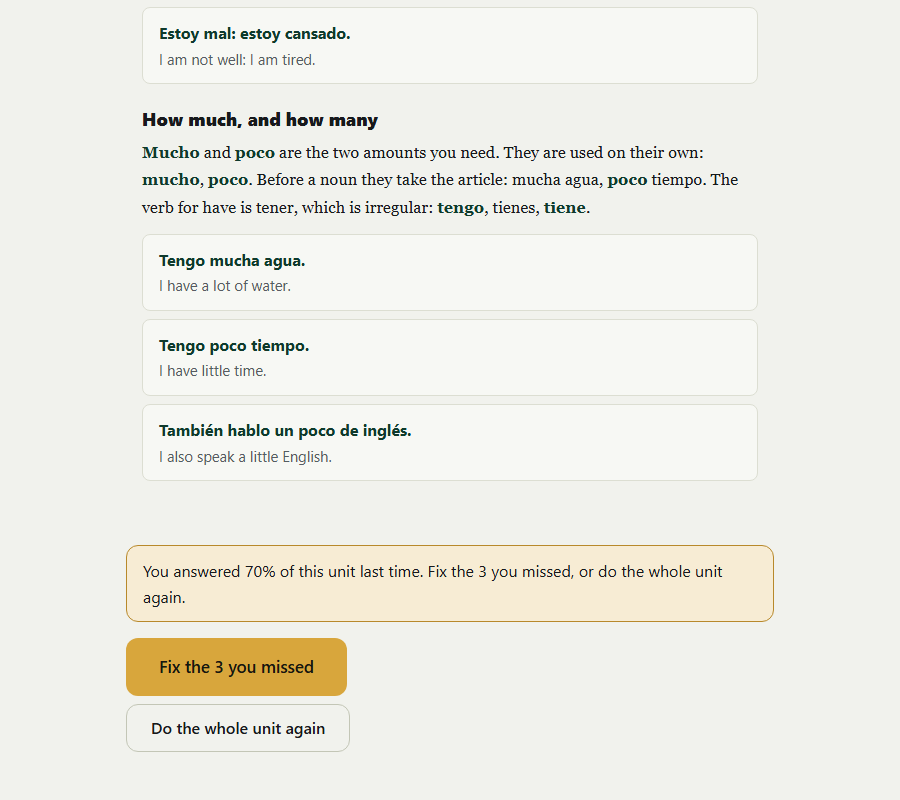 Estoy mal: estoy cansado.
I am not well: I am tired.
How much, and how many
Mucho and poco are the two amounts you need. They are used on their own:
mucho, poco. Before a noun they take the article: mucha agua, poco tiempo. The
verb for have is tener, which is irregular: tengo, tienes, tiene.
Tengo mucha agua.
I have a lot of water.
Tengo poco tiempo.
I have little time.
También hablo un poco de inglés.
I also speak a little English.
You answered 70% of this unit last time. Fix the 3 you missed, or do the whole unit
again.
Fix the 3 you missed
Do the whole unit again